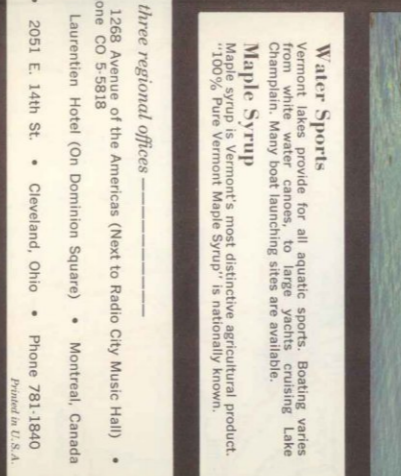 Water Sports
Vermont lakes provide for all aquatic sports. Boating varies
from white water canoes, to large yachts cruising Lake
Champlain. Many boat launching sites are available.
Maple Syrup
Maple syrup is Vermont's most distinctive agricultural product.
"100% Pure Vermont Maple Syrup" is nationally known.
three regional offices
1268 Avenue of the Americas (Next to Radio City Music Hall) •
one CO 5-5818
Laurentien Hotel (On Dominion Square) • Montreal, Canada
• 2051 E. 14th St. • Cleveland, Ohio • Phone 781-1840
Printed in U.S.A.